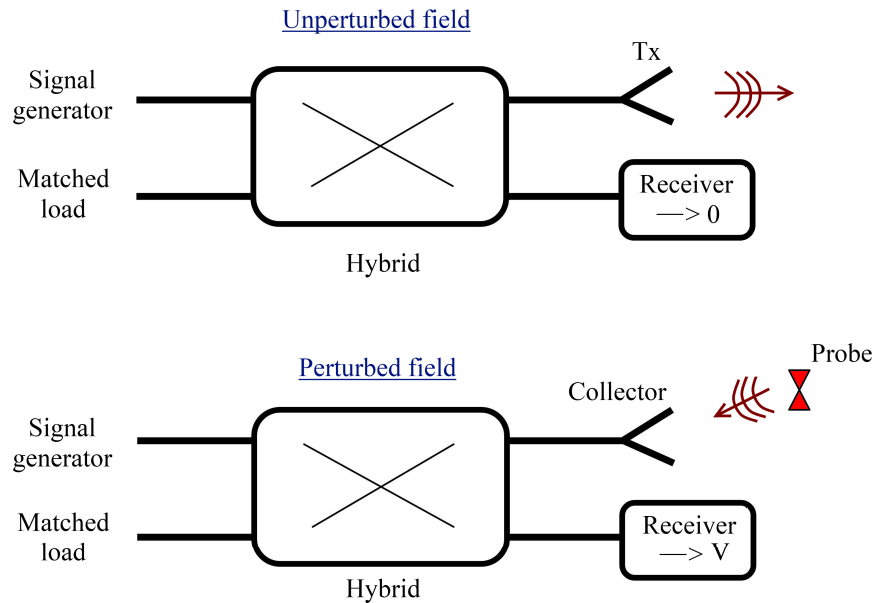 Unperturbed field
Tx
Signal
generator
Matched
load
Receiver
—> 0
Hybrid
Perturbed field
Probe
Collector
Signal
generator
Matched
load
Receiver
—> V
Hybrid